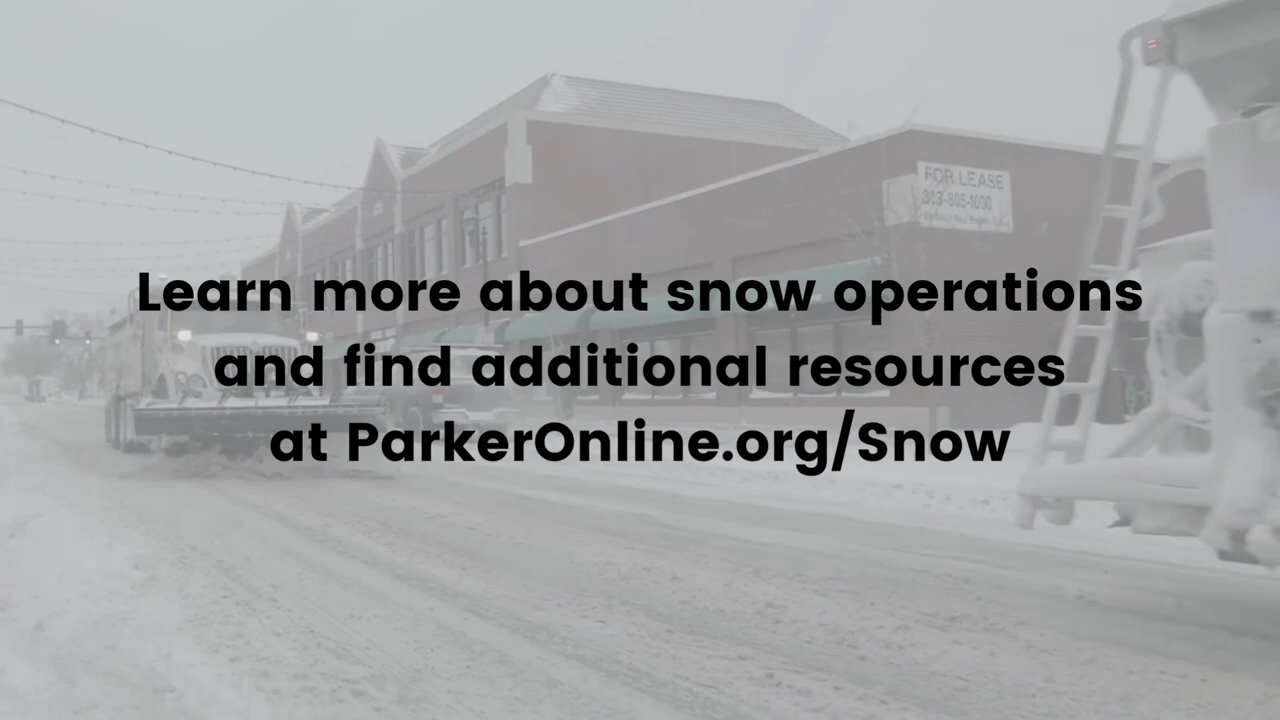 FOR LEASE
Learn more about snow operations
and find additional resources
at ParkerOnline.org/Snow